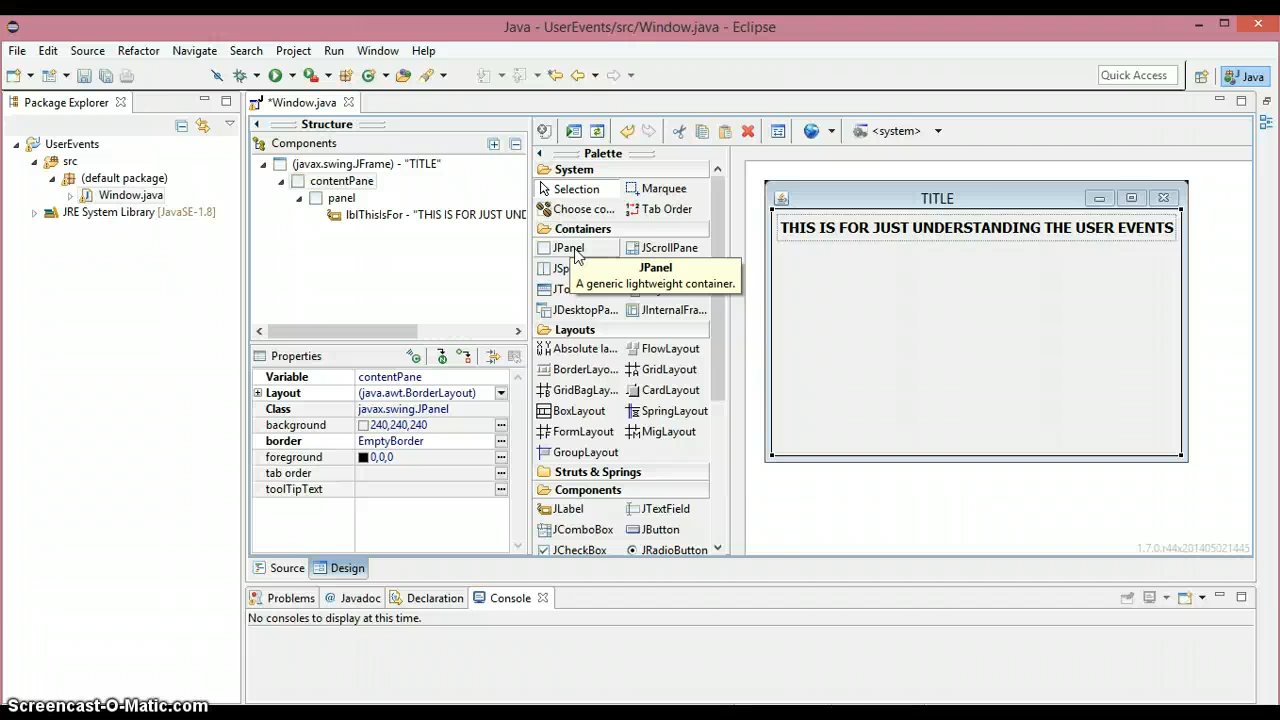 Java - UserEvents/src/Window.java - Eclipse
File Edit Source Refactor Navigate Search Project Run Window Help
Quick Access
Java
Package Explorer
UserEvents
src
(default package)
Window.java
JRE System Library [JavaSE-1.8]
*Window.java
Structure
Components
(javax.swing.JFrame) - "TITLE"
contentPane
panel
lblThisIsFor - "THIS IS FOR JUST UND
Properties
Variable contentPane
Layout (java.awt.BorderLayout)
Class javax.swing.JPanel
background 240,240,240
border EmptyBorder
foreground 0,0,0
tab order
toolTipText
<system>
Palette
System
Selection Marquee
Choose co... Tab Order
Containers
JPanel JScrollPane
JSp
JPanel
A generic lightweight container.
JTo
JDesktopPa... JInternalFra...
Layouts
Absolute la... FlowLayout
BorderLayo... GridLayout
GridBagLay... CardLayout
BoxLayout SpringLayout
FormLayout MigLayout
GroupLayout
Struts & Springs
Components
JLabel JTextField
JComboBox JButton
JCheckBox JRadioButton
TITLE
THIS IS FOR JUST UNDERSTANDING THE USER EVENTS
1.7.0.r44x201405021445
Source Design
Problems Javadoc Declaration Console
No consoles to display at this time.
Screencast-O-Matic.com